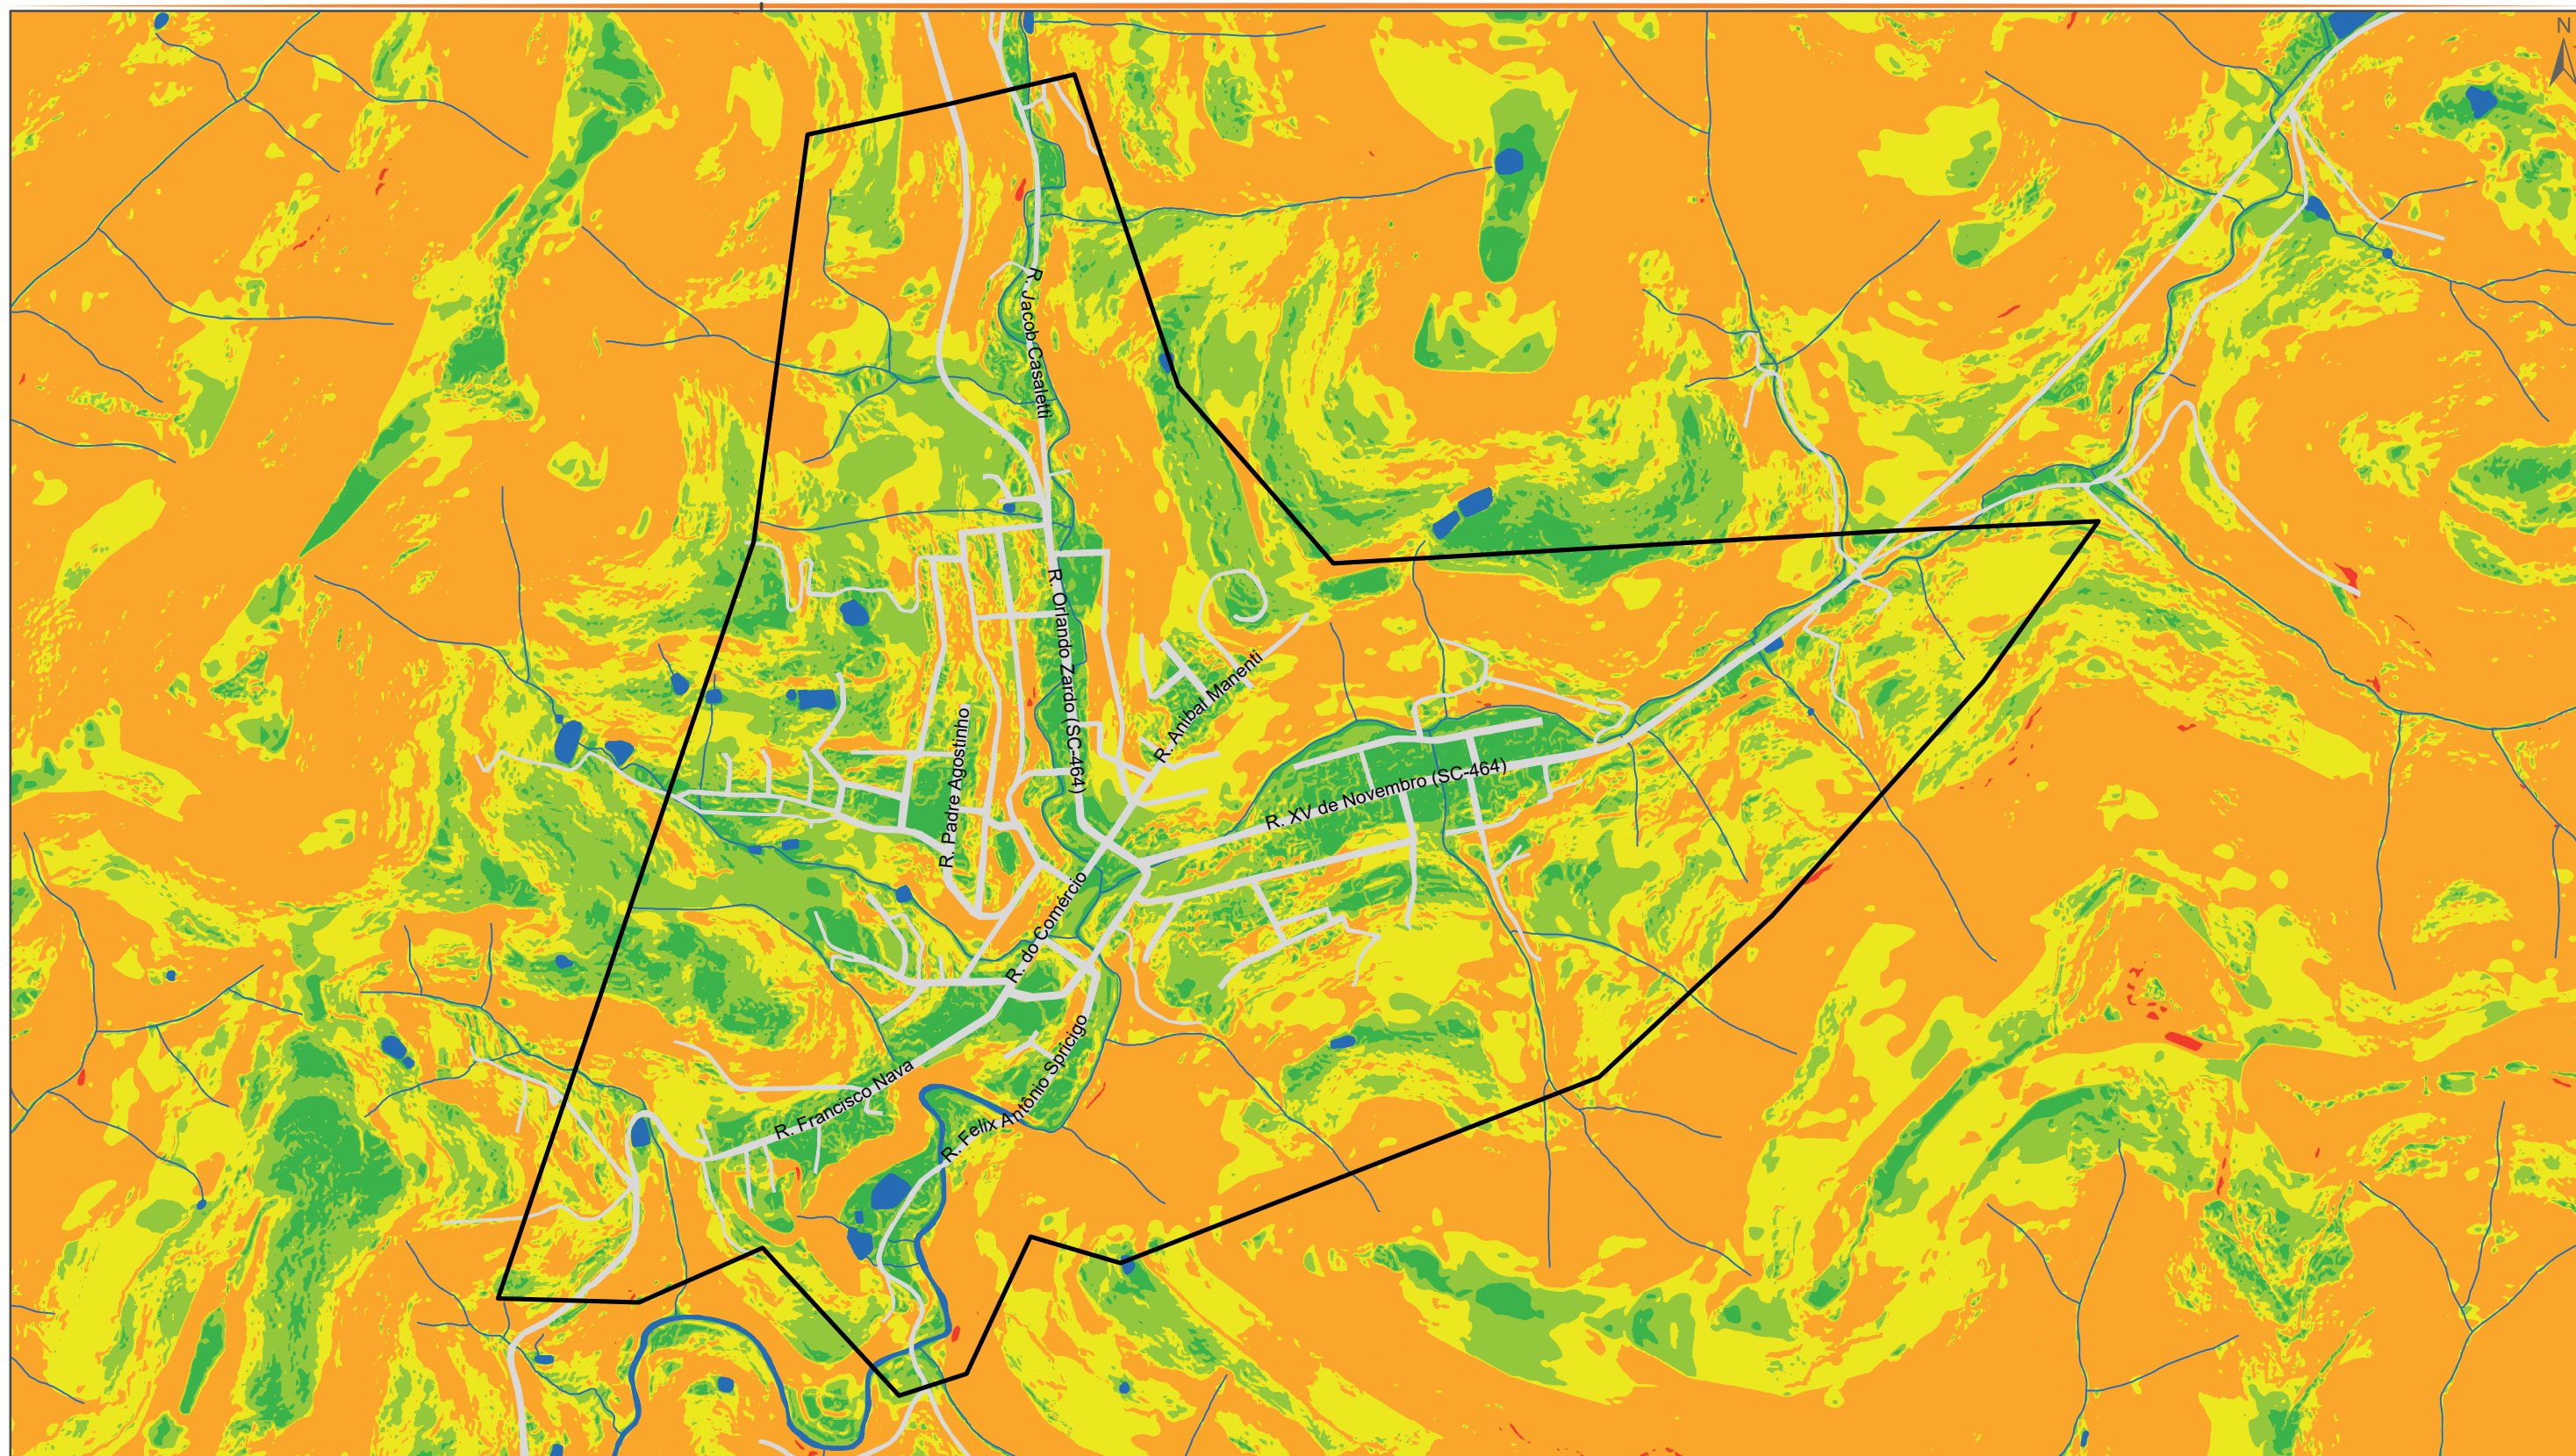 N
R. Jacob Casaletti
R. Orlando Zardo (SC-464)
R. Anibal Manenti
R. Padre Agostinho
R. XV de Novembro (SC-464)
R. do Comércio
R. Francisco Nava
R. Felix Antônio Spricigo